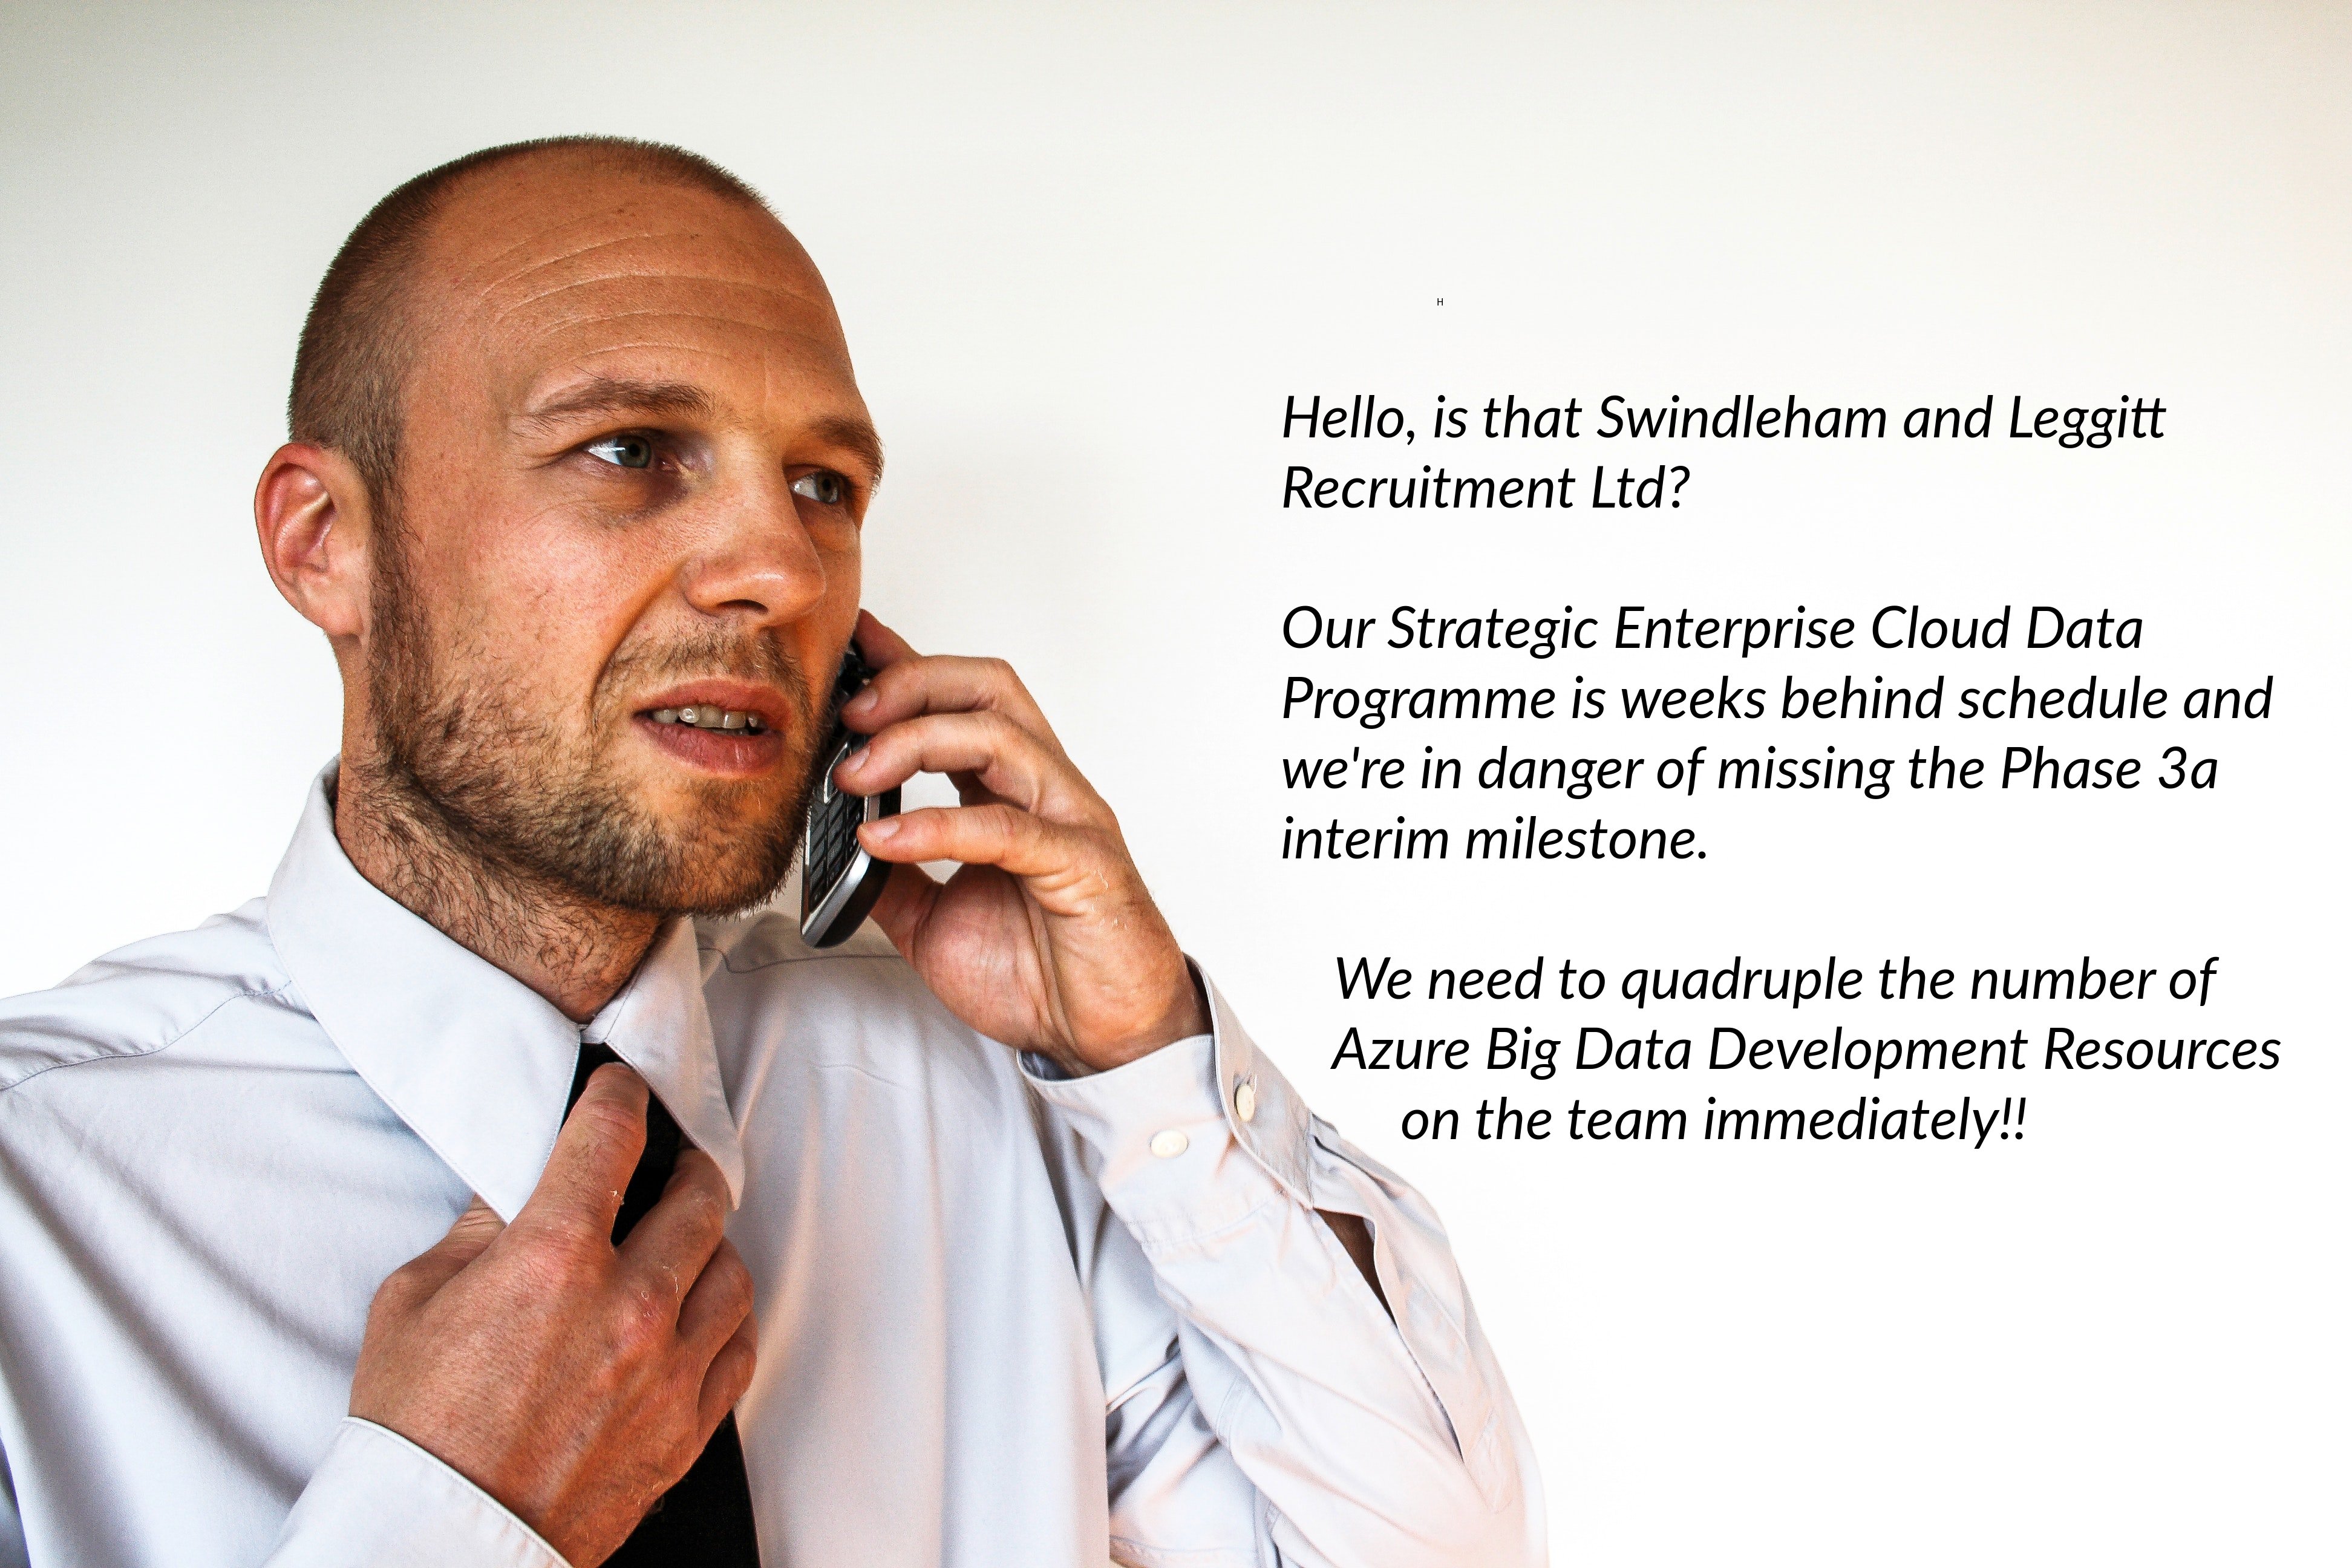 H
Hello, is that Swindleham and Leggitt
Recruitment Ltd?
Our Strategic Enterprise Cloud Data
Programme is weeks behind schedule and
we're in danger of missing the Phase 3a
interim milestone.
We need to quadruple the number of
Azure Big Data Development Resources
on the team immediately!!